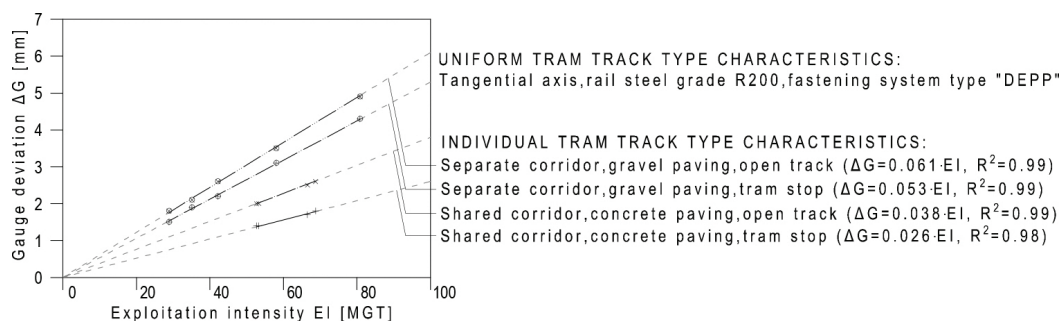 7
6
5
4
3
2
1
0
Gauge deviation ΔG [mm]
0 20 40 60 80 100
Exploitation intensity EI [MGT]
UNIFORM TRAM TRACK TYPE CHARACTERISTICS:
Tangential axis,rail steel grade R200,fastening system type "DEPP"
INDIVIDUAL TRAM TRACK TYPE CHARACTERISTICS:
Separate corridor,gravel paving,open track (ΔG=0.061·EI, R²=0.99)
Separate corridor,gravel paving,tram stop (ΔG=0.053·EI, R²=0.99)
Shared corridor,concrete paving,open track (ΔG=0.038·EI, R²=0.99)
Shared corridor,concrete paving,tram stop (ΔG=0.026·EI, R²=0.98)